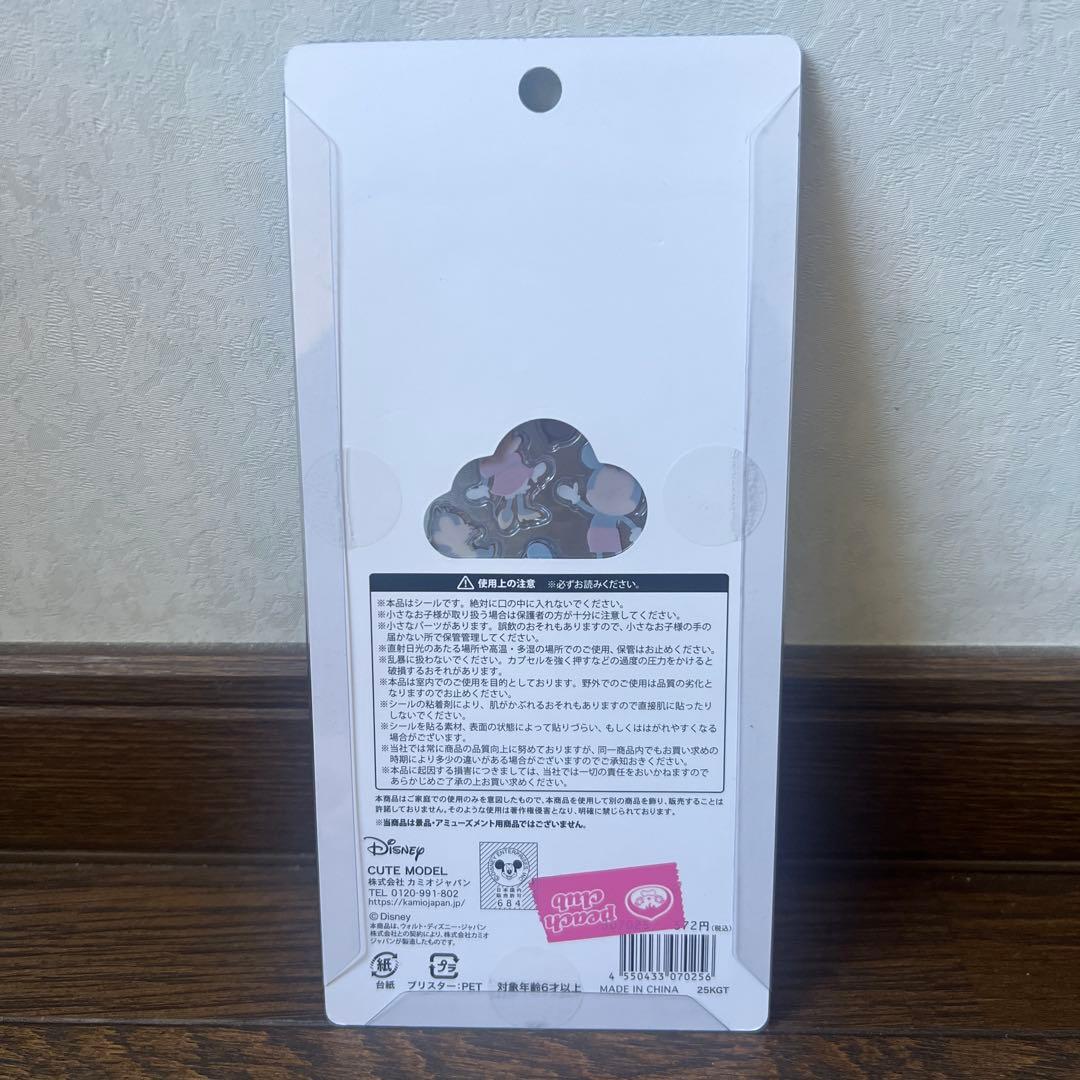 ⚠ 使用上の注意 ※必ずお読みください。
※本品はシールです。絶対に口の中に入れないでください。
※小さなお子様が取り扱う場合は保護者の方が十分に注意してください。
※小さなパーツがあります。誤飲のおそれもありますので、小さなお子様の手の
届かない所で保管管理してください。
※直射日光のあたる場所や高温・多湿の場所でのご使用、保管はお止めください。
※乱暴に扱わないでください。カプセルを強く押すなどの過度の圧力をかけると
破損するおそれがあります。
※本品は室内でのご使用を目的としております。野外でのご使用は品質の劣化と
なりますのでお止めください。
※シールの粘着剤により、肌がかぶれるおそれもありますので直接肌に貼ったり
しないでください。
※シールを貼る素材、表面の状態によって貼りづらい、もしくははがれやすくなる
場合がございます。
※当社では常に商品の品質向上に努めておりますが、同一商品内でもお買い求めの
時期により多少の違いがある場合がございますのでご承知おきください。
※本品に起因する損害につきましては、当社では一切の責任をおいかねますので
あらかじめご了承の上お買い求めください。
本商品はご家庭での使用のみを意図したもので、本商品を使用して別の商品を飾り、販売することは
許諾しておりません。そのような使用は著作権侵害となり、明確に禁じられております。
※当商品は景品・アミューズメント用商品ではございません。
Disney
CUTE MODEL
株式会社 カミオジャパン
TEL 0120-991-802
https://kamiojapan.jp/
© Disney
本商品は、ウォルト・ディズニー・ジャパン
株式会社との契約により、株式会社カミオ
ジャパンが製造したものです。
日本国内
販売許可
684
peach
club
72円(税込)
4 550433 070256
紙
台紙
プラ
ブリスター:PET
対象年齢6才以上
MADE IN CHINA
25KGT